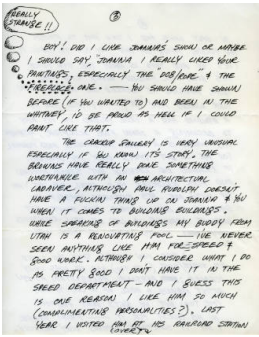 REALLY
STRANGE!!
③
BOY! DID I LIKE JOANNA'S SHOW OR MAYBE
I SHOULD SAY, JOANNA I REALLY LIKED YOUR
PAINTINGS, ESPECIALLY THE DOG/ROPE & THE
FIREPLACE ONE. — YOU SHOULD HAVE SHOWN
BEFORE (IF YOU WANTED TO) AND BEEN IN THE
WHITNEY, I'D BE PROUD AS HELL IF I COULD
PAINT LIKE THAT.
THE CRACKUP GALLERY IS VERY UNUSUAL
ESPECIALLY IF YOU KNOW ITS STORY. THE
BROWNS HAVE REALLY DONE SOMETHING
WORTHWHILE WITH AN ARCHITECTURAL
CADAVER, ALTHOUGH PAUL RUDOLPH DOESN'T
HAVE A FUCKIN THING UP ON JOANNA & YOU
WHEN IT COMES TO BUILDING BUILDINGS.
WHILE SPEAKING OF BUILDINGS MY BUDDY FROM
UTAH IS A RENOVATING FOOL — I'VE NEVER
SEEN ANYTHING LIKE HIM FOR SPEED &
GOOD WORK. ALTHOUGH I CONSIDER WHAT I DO
AS PRETTY GOOD I DON'T HAVE IT IN THE
SPEED DEPARTMENT — AND I GUESS THIS
IS ONE REASON I LIKE HIM SO MUCH
(COMPLIMENTING PERSONALITIES?). LAST
YEAR I VISITED HIM AT HIS RAILROAD STATION
(OVER)